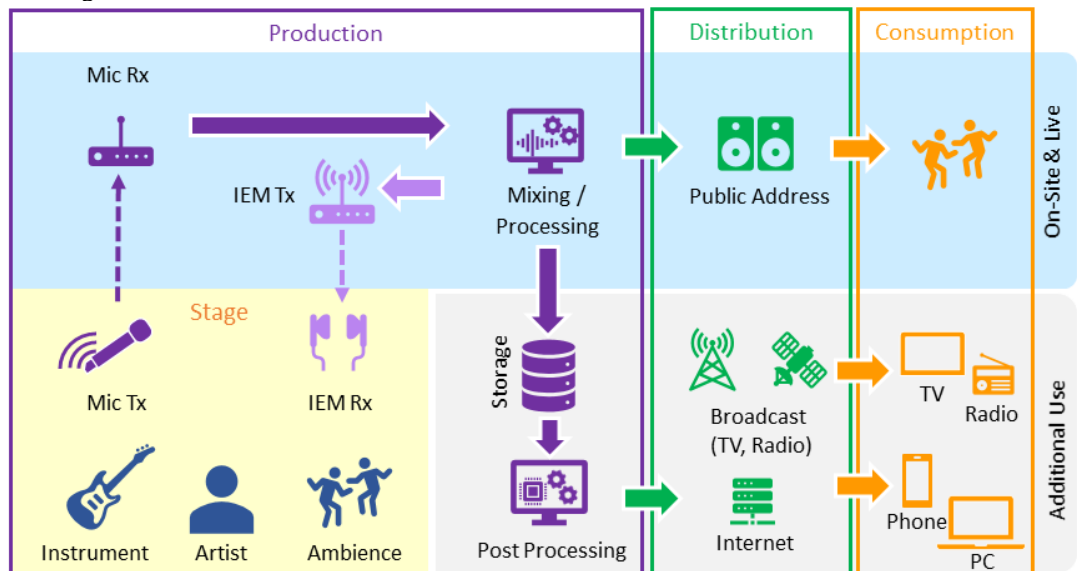 Production
Distribution
Consumption
Mic Rx
IEM Tx
Mixing /
Processing
Public Address
On-Site & Live
Stage
Mic Tx
IEM Rx
Storage
Broadcast
(TV, Radio)
TV
Radio
Additional Use
Instrument
Artist
Ambience
Post Processing
Internet
Phone
PC